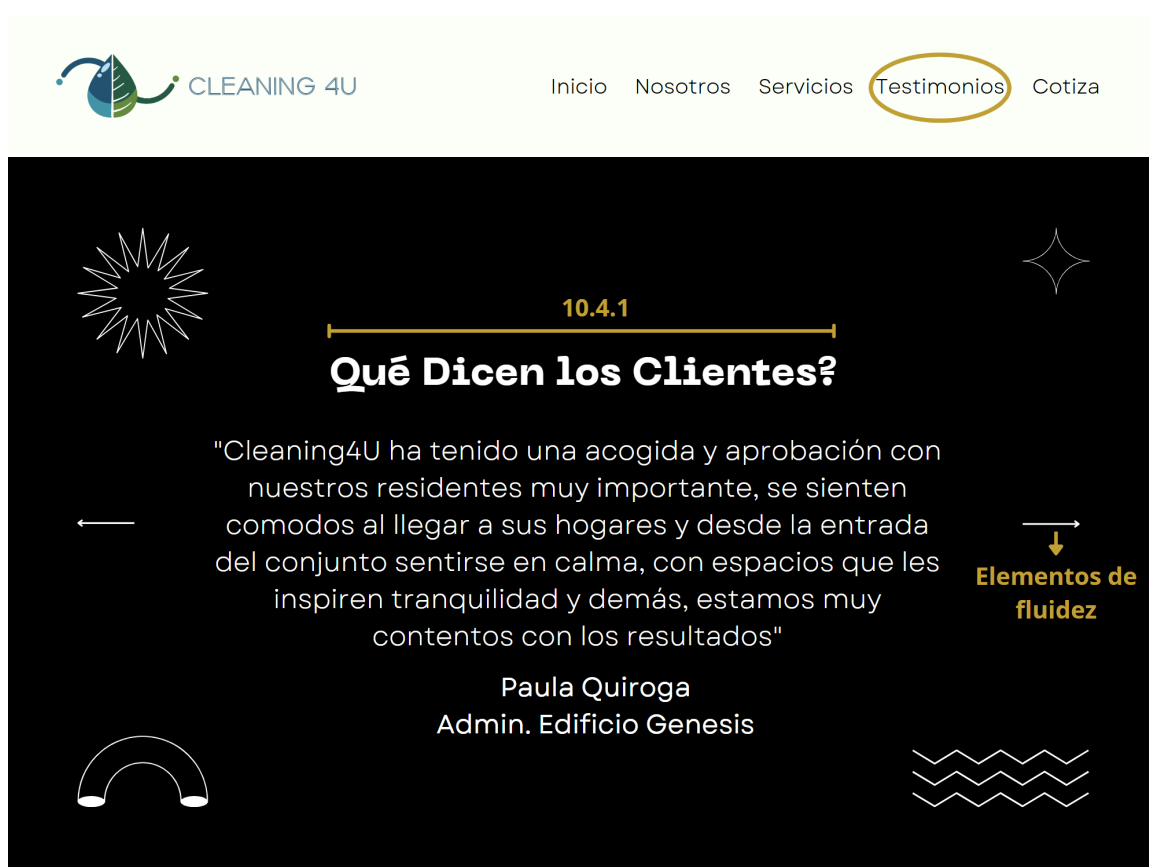 CLEANING 4U
Inicio Nosotros Servicios Testimonios Cotiza
10.4.1
Qué Dicen los Clientes?
"Cleaning4U ha tenido una acogida y aprobación con
nuestros residentes muy importante, se sienten
comodos al llegar a sus hogares y desde la entrada
del conjunto sentirse en calma, con espacios que les
inspiren tranquilidad y demás, estamos muy
contentos con los resultados"
Elementos de
fluidez
Paula Quiroga
Admin. Edificio Genesis